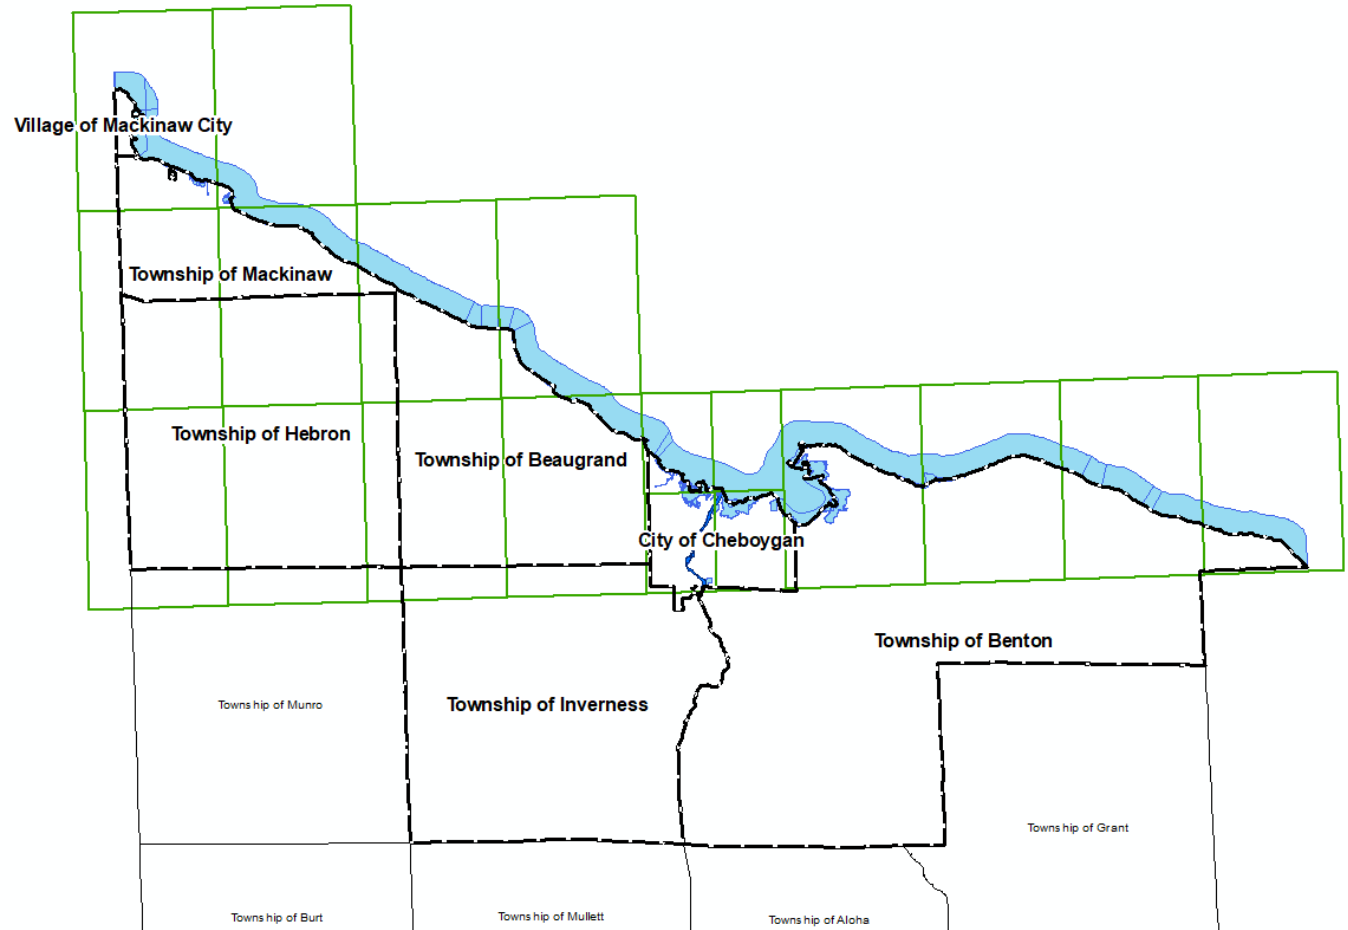 Village of Mackinaw City
Township of Mackinaw
Township of Hebron
Township of Beaugrand
City of Cheboygan
Township of Benton
Township of Munro
Township of Inverness
Township of Grant
Township of Burt
Township of Mullett
Township of Aloha